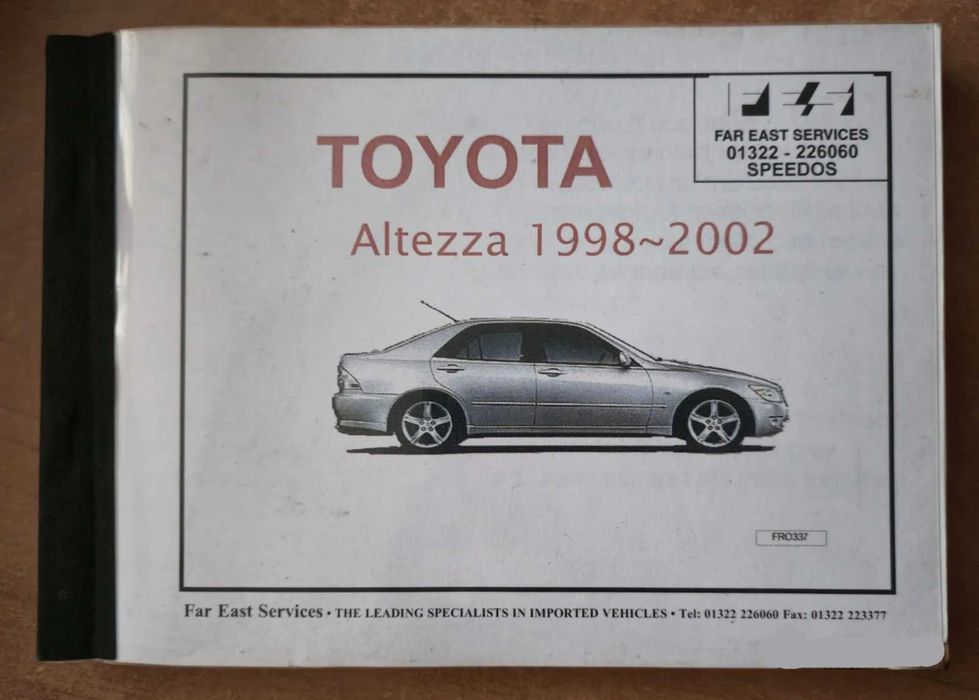 FES
FAR EAST SERVICES
01322 - 226060
SPEEDOS
TOYOTA
Altezza 1998~2002
FRO337
Far East Services • THE LEADING SPECIALISTS IN IMPORTED VEHICLES • Tel: 01322 226060 Fax: 01322 223377